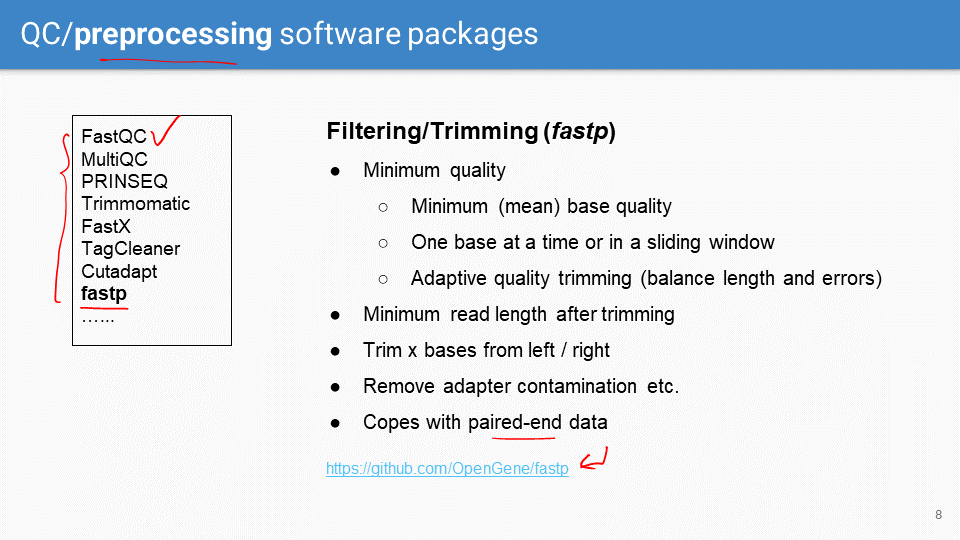 QC/preprocessing software packages
FastQC
MultiQC
PRINSEQ
Trimmomatic
FastX
TagCleaner
Cutadapt
fastp
…...
Filtering/Trimming (fastp)
● Minimum quality
○ Minimum (mean) base quality
○ One base at a time or in a sliding window
○ Adaptive quality trimming (balance length and errors)
● Minimum read length after trimming
● Trim x bases from left / right
● Remove adapter contamination etc.
● Copes with paired-end data
https://github.com/OpenGene/fastp
8